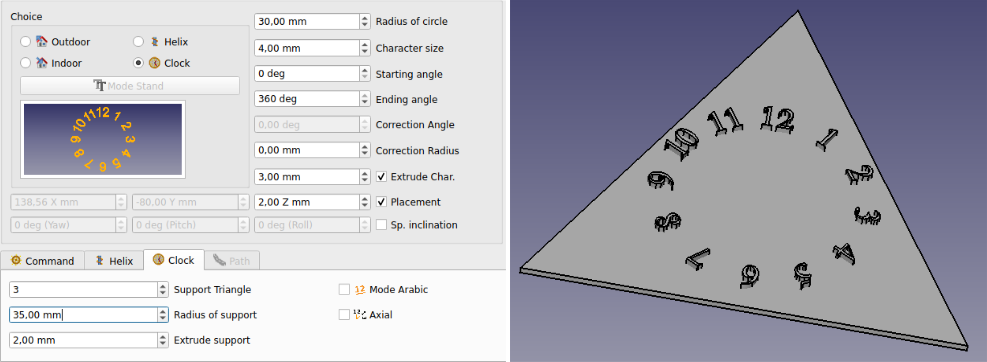 Choice
Outdoor
Helix
Indoor
Clock
Mode Stand
12
1
2
3
4
5
6
7
8
9
10
11
30,00 mm Radius of circle
4,00 mm Character size
0 deg Starting angle
360 deg Ending angle
0,00 deg Correction Angle
0,00 mm Correction Radius
3,00 mm Extrude Char.
138,56 X mm -80,00 Y mm 2,00 Z mm Placement
0 deg (Yaw) 0 deg (Pitch) 0 deg (Roll) Sp. inclination
Command Helix Clock Path
3 Support Triangle Mode Arabic
35,00 mm Radius of support Axial
2,00 mm Extrude support
12
1
2
3
4
5
6
7
8
9
10
11